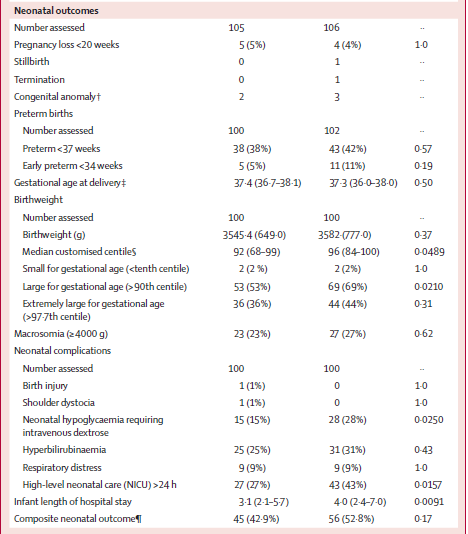 Neonatal outcomes
Number assessed 105 106 ··
Pregnancy loss <20 weeks 5 (5%) 4 (4%) 1·0
Stillbirth 0 1 ··
Termination 0 1 ··
Congenital anomaly† 2 3 ··
Preterm births
Number assessed 100 102 ··
Preterm <37 weeks 38 (38%) 43 (42%) 0·57
Early preterm <34 weeks 5 (5%) 11 (11%) 0·19
Gestational age at delivery‡ 37·4 (36·7–38·1) 37·3 (36·0–38·0) 0·50
Birthweight
Number assessed 100 100 ··
Birthweight (g) 3545·4 (649·0) 3582·(777·0) 0·37
Median customised centile§ 92 (68–99) 96 (84–100) 0·0489
Small for gestational age (<tenth centile) 2 (2 %) 2 (2%) 1·0
Large for gestational age (>90th centile) 53 (53%) 69 (69%) 0·0210
Extremely large for gestational age 36 (36%) 44 (44%) 0·31
(>97·7th centile)
Macrosomia (≥4000 g) 23 (23%) 27 (27%) 0·62
Neonatal complications
Number assessed 100 100 ··
Birth injury 1 (1%) 0 1·0
Shoulder dystocia 1 (1%) 0 1·0
Neonatal hypoglycaemia requiring 15 (15%) 28 (28%) 0·0250
intravenous dextrose
Hyperbilirubinaemia 25 (25%) 31 (31%) 0·43
Respiratory distress 9 (9%) 9 (9%) 1·0
High-level neonatal care (NICU) >24 h 27 (27%) 43 (43%) 0·0157
Infant length of hospital stay 3·1 (2·1–5·7) 4·0 (2·4–7·0) 0·0091
Composite neonatal outcome¶ 45 (42·9%) 56 (52·8%) 0·17